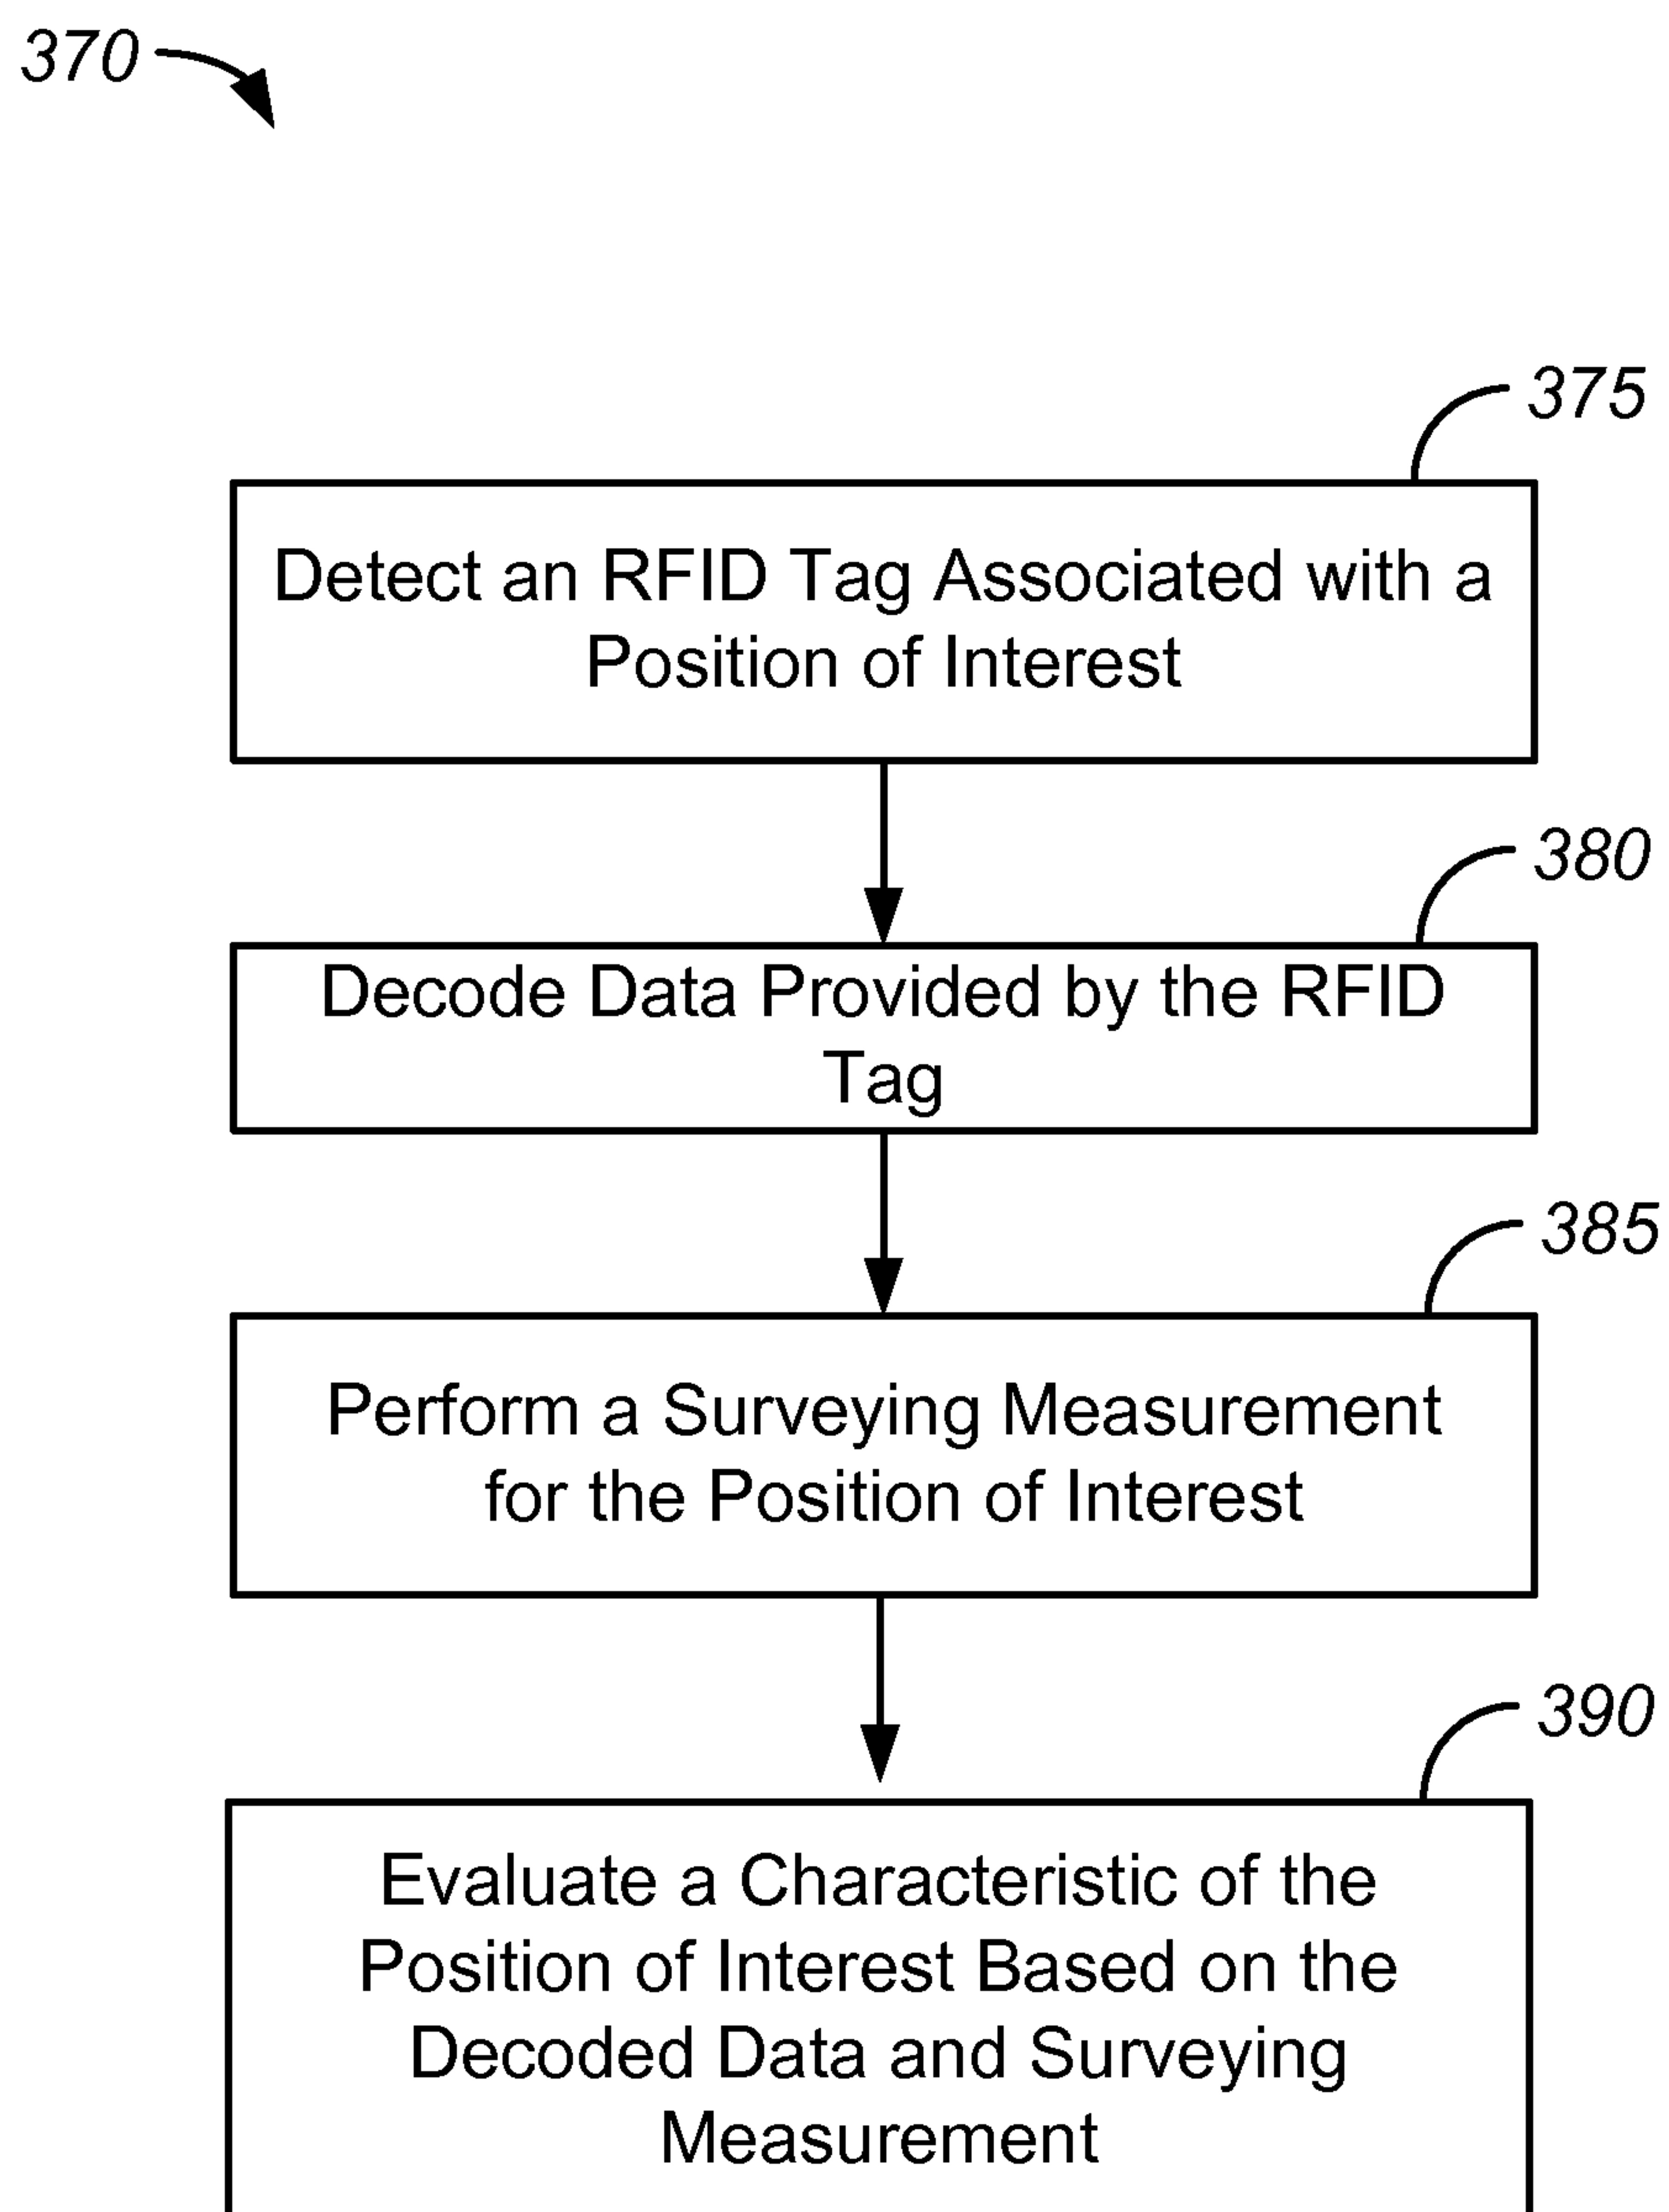 370
375
Detect an RFID Tag Associated with a
Position of Interest
380
Decode Data Provided by the RFID
Tag
385
Perform a Surveying Measurement
for the Position of Interest
390
Evaluate a Characteristic of the
Position of Interest Based on the
Decoded Data and Surveying
Measurement